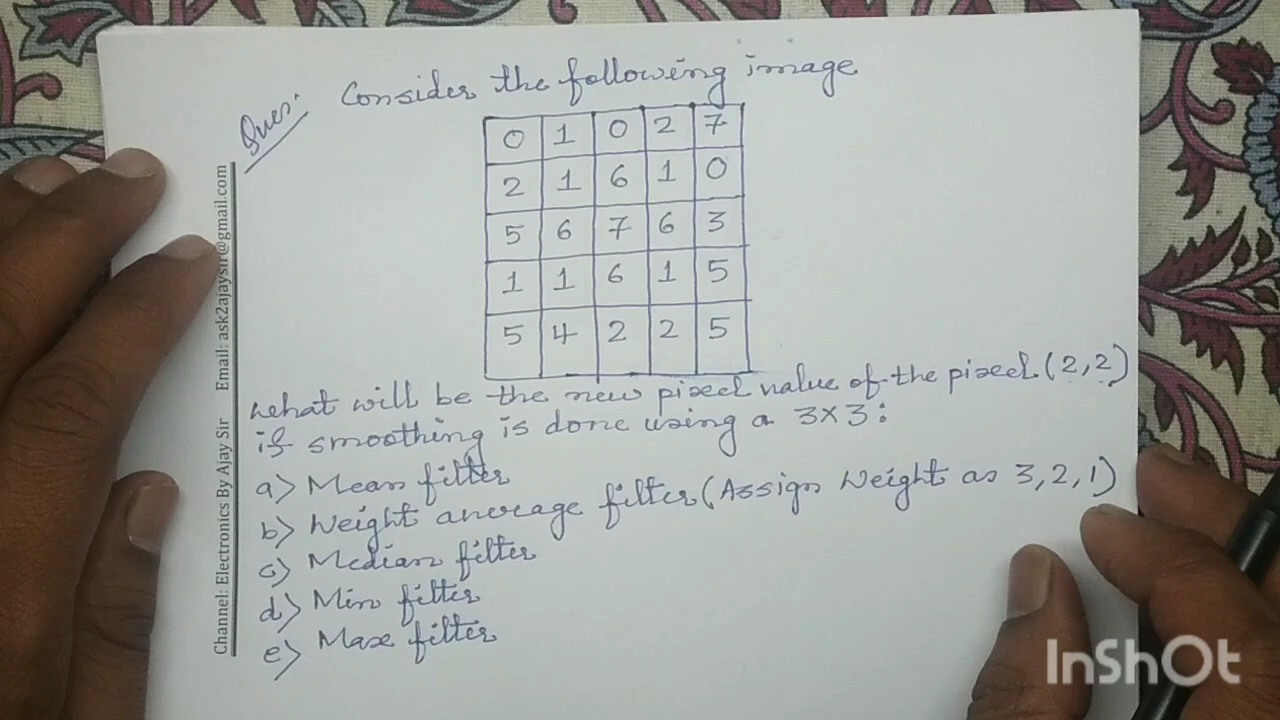 Ques:
Consider the following image
0 1 0 2 7
2 1 6 1 0
5 6 7 6 3
1 1 6 1 5
5 4 2 2 5
what will be the new pixel value of the pixel (2,2)
if smoothing is done using a 3×3:
a) Mean filter
b) Weight average filter (Assign Weight as 3,2,1)
c) Median filter
d) Min filter
e) Max filter
Channel: Electronics By Ajay Sir Email: ask2ajaysir@gmail.com
InShOt